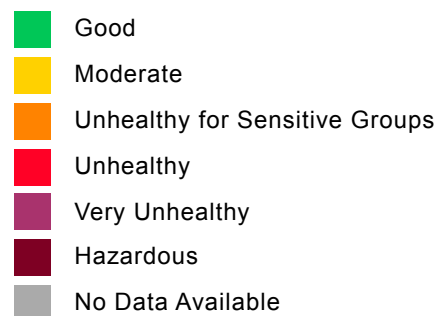 Good
Moderate
Unhealthy for Sensitive Groups
Unhealthy
Very Unhealthy
Hazardous
No Data Available